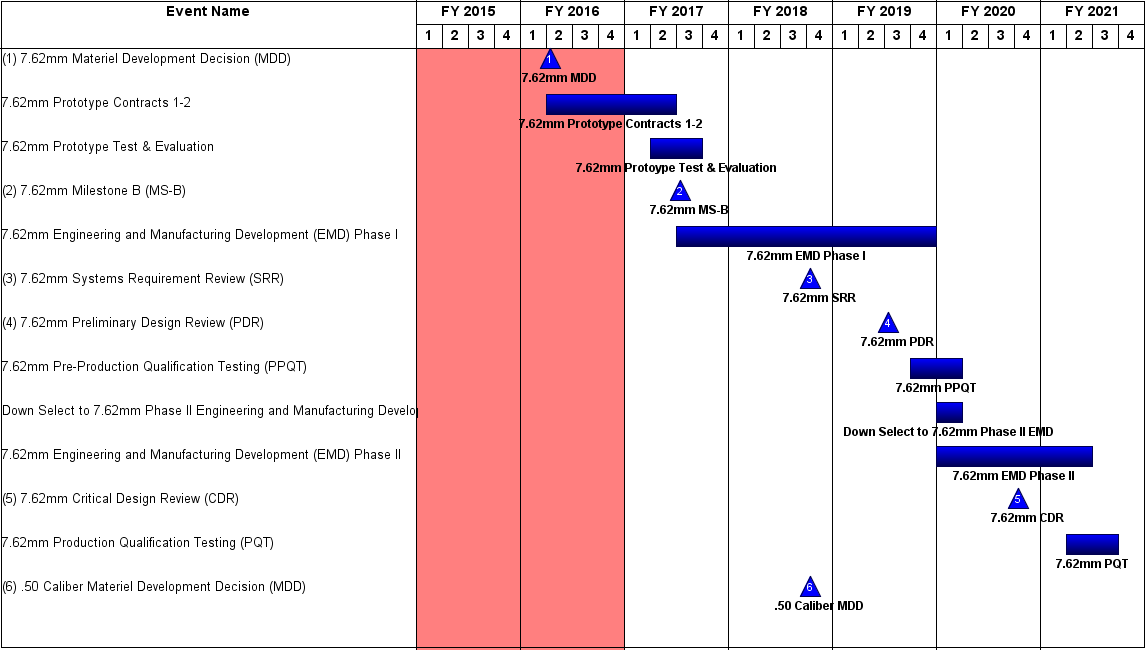 Event Name FY 2015 FY 2016 FY 2017 FY 2018 FY 2019 FY 2020 FY 2021
1 2 3 4 1 2 3 4 1 2 3 4 1 2 3 4 1 2 3 4 1 2 3 4 1 2 3 4
(1) 7.62mm Materiel Development Decision (MDD) 1
7.62mm MDD
7.62mm Prototype Contracts 1-2
7.62mm Prototype Contracts 1-2
7.62mm Prototype Test & Evaluation
7.62mm Protoype Test & Evaluation
(2) 7.62mm Milestone B (MS-B) 2
7.62mm MS-B
7.62mm Engineering and Manufacturing Development (EMD) Phase I
7.62mm EMD Phase I
(3) 7.62mm Systems Requirement Review (SRR) 3
7.62mm SRR
(4) 7.62mm Preliminary Design Review (PDR) 4
7.62mm PDR
7.62mm Pre-Production Qualification Testing (PPQT)
7.62mm PPQT
Down Select to 7.62mm Phase II Engineering and Manufacturing Develop
Down Select to 7.62mm Phase II EMD
7.62mm Engineering and Manufacturing Development (EMD) Phase II
7.62mm EMD Phase II
(5) 7.62mm Critical Design Review (CDR) 5
7.62mm CDR
7.62mm Production Qualification Testing (PQT)
7.62mm PQT
(6) .50 Caliber Materiel Development Decision (MDD) 6
.50 Caliber MDD